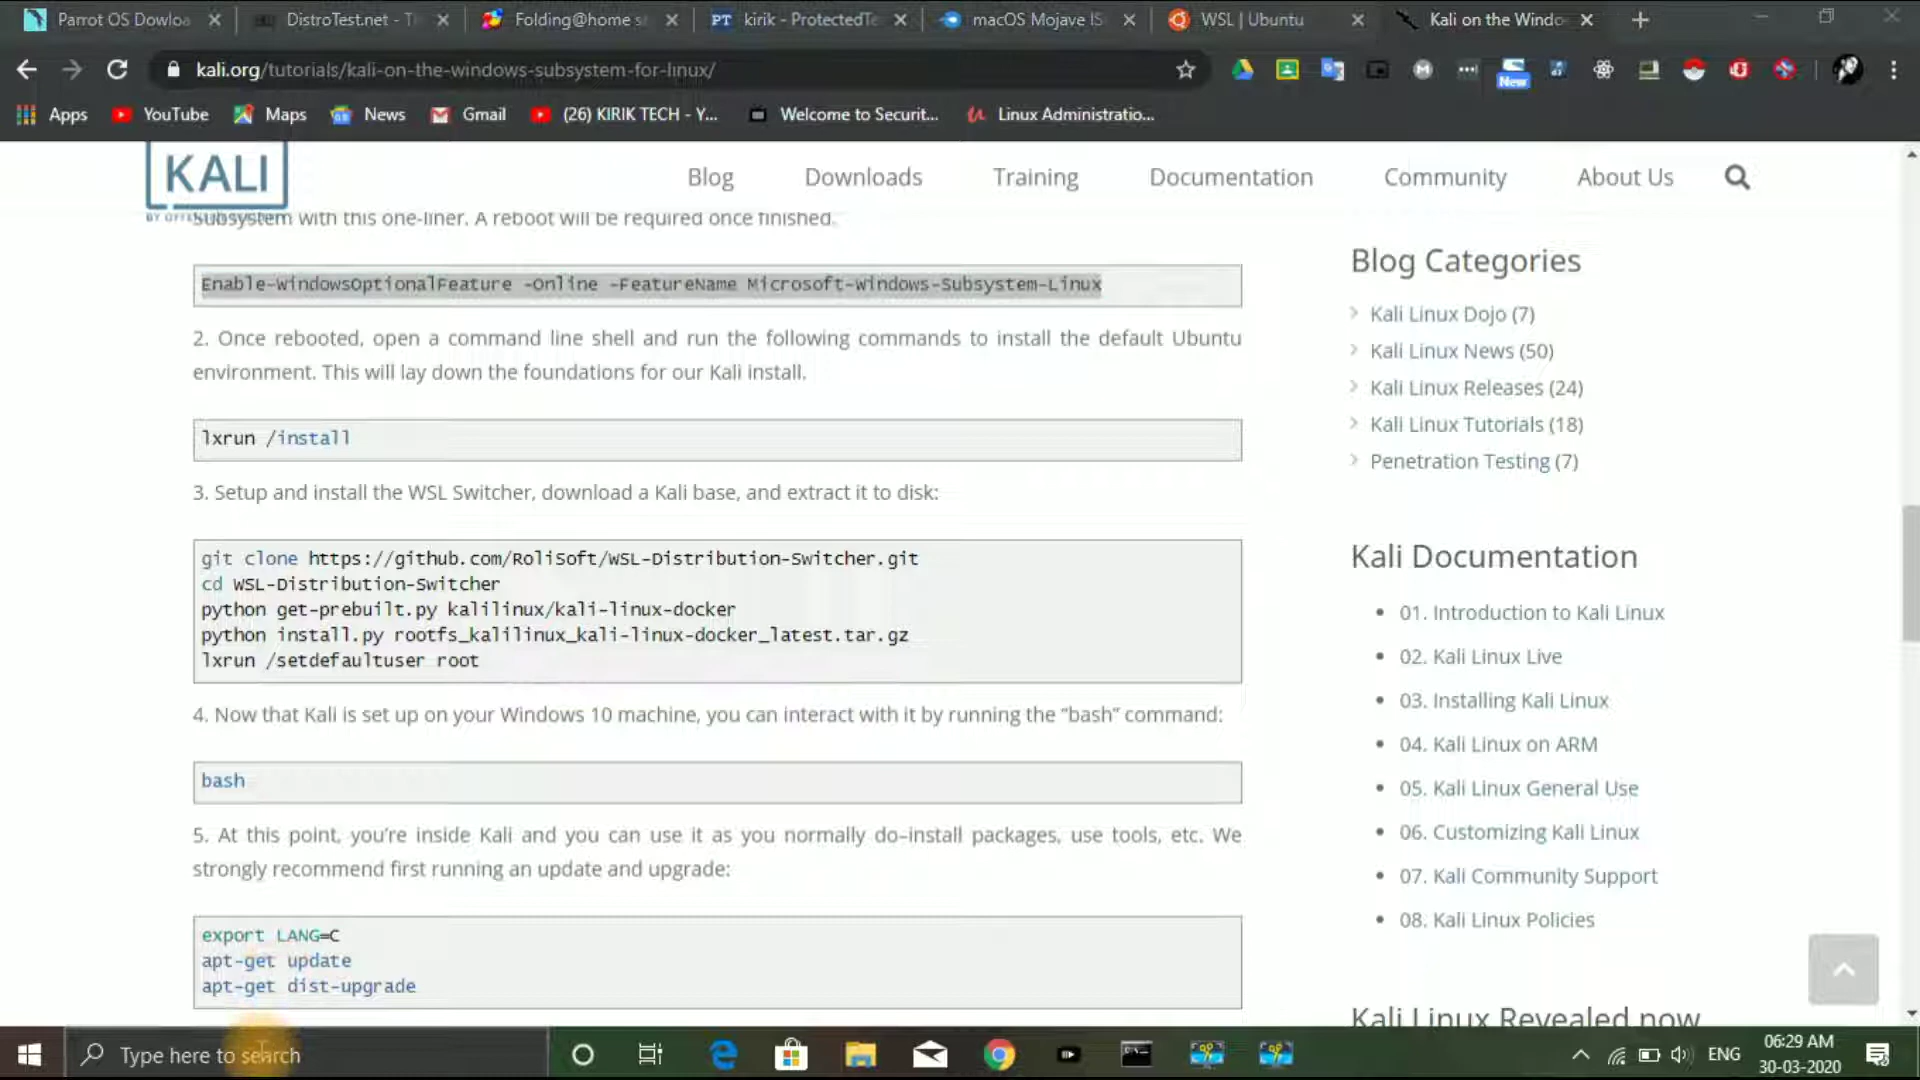 Parrot OS Dowloa
DistroTest.net - T
Folding@home s
PT kirik - ProtectedTe
macOS Mojave IS
WSL | Ubuntu
Kali on the Windo
kali.org/tutorials/kali-on-the-windows-subsystem-for-linux/
New
Apps
YouTube
Maps
News
Gmail
(26) KIRIK TECH - Y...
Welcome to Securit...
Linux Administratio...
KALI
Blog
Downloads
Training
Documentation
Community
About Us
Subsystem with this one-liner. A reboot will be required once finished.
Enable-WindowsOptionalFeature -Online -FeatureName Microsoft-Windows-Subsystem-Linux
2. Once rebooted, open a command line shell and run the following commands to install the default Ubuntu
environment. This will lay down the foundations for our Kali install.
lxrun /install
3. Setup and install the WSL Switcher, download a Kali base, and extract it to disk:
git clone https://github.com/RoliSoft/WSL-Distribution-Switcher.git
cd WSL-Distribution-Switcher
python get-prebuilt.py kalilinux/kali-linux-docker
python install.py rootfs_kalilinux_kali-linux-docker_latest.tar.gz
lxrun /setdefaultuser root
4. Now that Kali is set up on your Windows 10 machine, you can interact with it by running the “bash” command:
bash
5. At this point, you’re inside Kali and you can use it as you normally do–install packages, use tools, etc. We
strongly recommend first running an update and upgrade:
export LANG=C
apt-get update
apt-get dist-upgrade
Blog Categories
Kali Linux Dojo (7)
Kali Linux News (50)
Kali Linux Releases (24)
Kali Linux Tutorials (18)
Penetration Testing (7)
Kali Documentation
01. Introduction to Kali Linux
02. Kali Linux Live
03. Installing Kali Linux
04. Kali Linux on ARM
05. Kali Linux General Use
06. Customizing Kali Linux
07. Kali Community Support
08. Kali Linux Policies
Kali Linux Revealed now
Type here to search
ENG
06:29 AM
30-03-2020